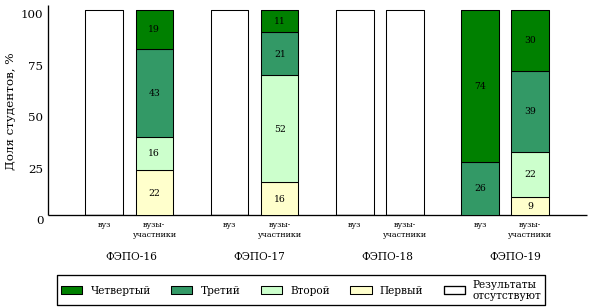 Доля студентов, %
100
75
50
25
0
19
43
16
22
11
21
52
16
74
26
30
39
22
9
вуз
вузы-
участники
вуз
вузы-
участники
вуз
вузы-
участники
вуз
вузы-
участники
ФЭПО-16
ФЭПО-17
ФЭПО-18
ФЭПО-19
Четвертый
Третий
Второй
Первый
Результаты
отсутствуют